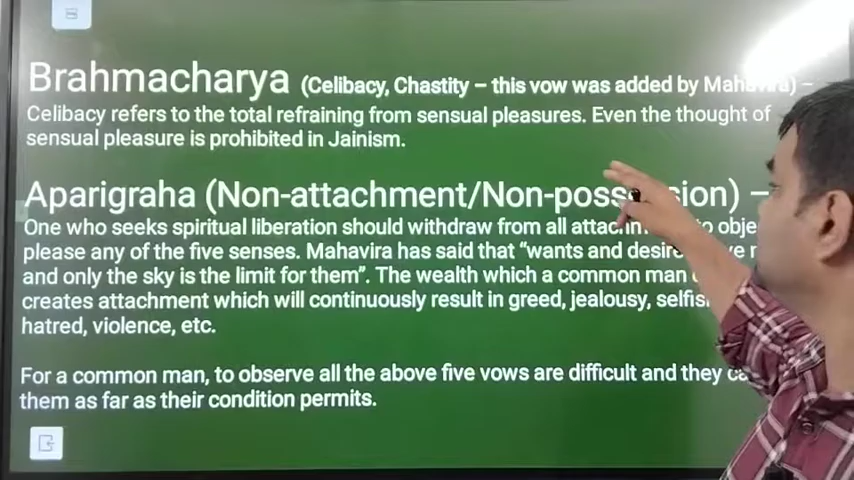 Brahmacharya (Celibacy, Chastity – this vow was added by Mahavira) –
Celibacy refers to the total refraining from sensual pleasures. Even the thought of
sensual pleasure is prohibited in Jainism.
Aparigraha (Non-attachment/Non-possession) –
One who seeks spiritual liberation should withdraw from all to
please any of the five senses. Mahavira has said that “wants and
and only the sky is the limit for them”. The wealth which a common man
creates attachment which will continuously result in greed, jealousy,
hatred, violence, etc.
For a common man, to observe all the above five vows are difficult, and they
them as far as their condition permits.